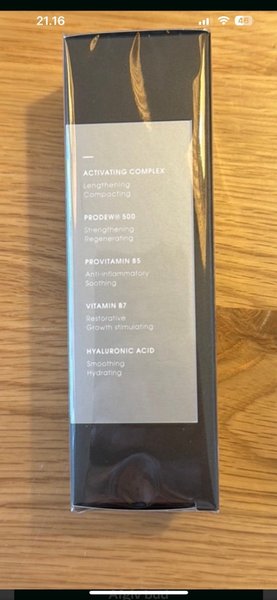 21.16
46
ACTIVATING COMPLEX
Lengthening
Compacting
PRODEW® 500
Strengthening
Regenerating
PROVITAMIN B5
Anti-inflammatory
Soothing
VITAMIN B7
Restorative
Growth stimulating
HYALURONIC ACID
Smoothing
Hydrating